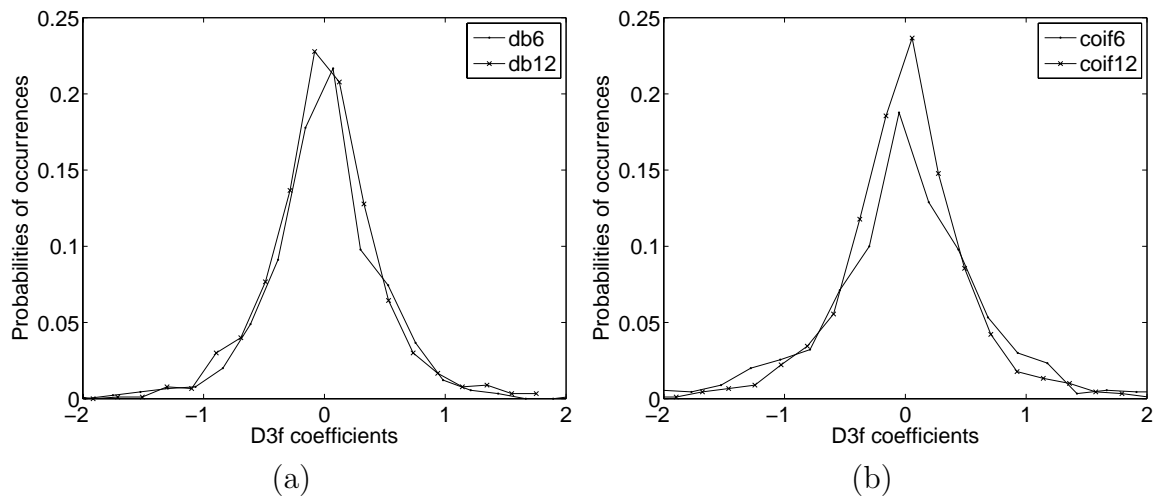 0.25
0.2
0.15
0.1
0.05
0
Probabilities of occurrences
−2
−1
0
1
2
D3f coefficients
db6
db12
(a)
0.25
0.2
0.15
0.1
0.05
0
Probabilities of occurrences
−2
−1
0
1
2
D3f coefficients
coif6
coif12
(b)